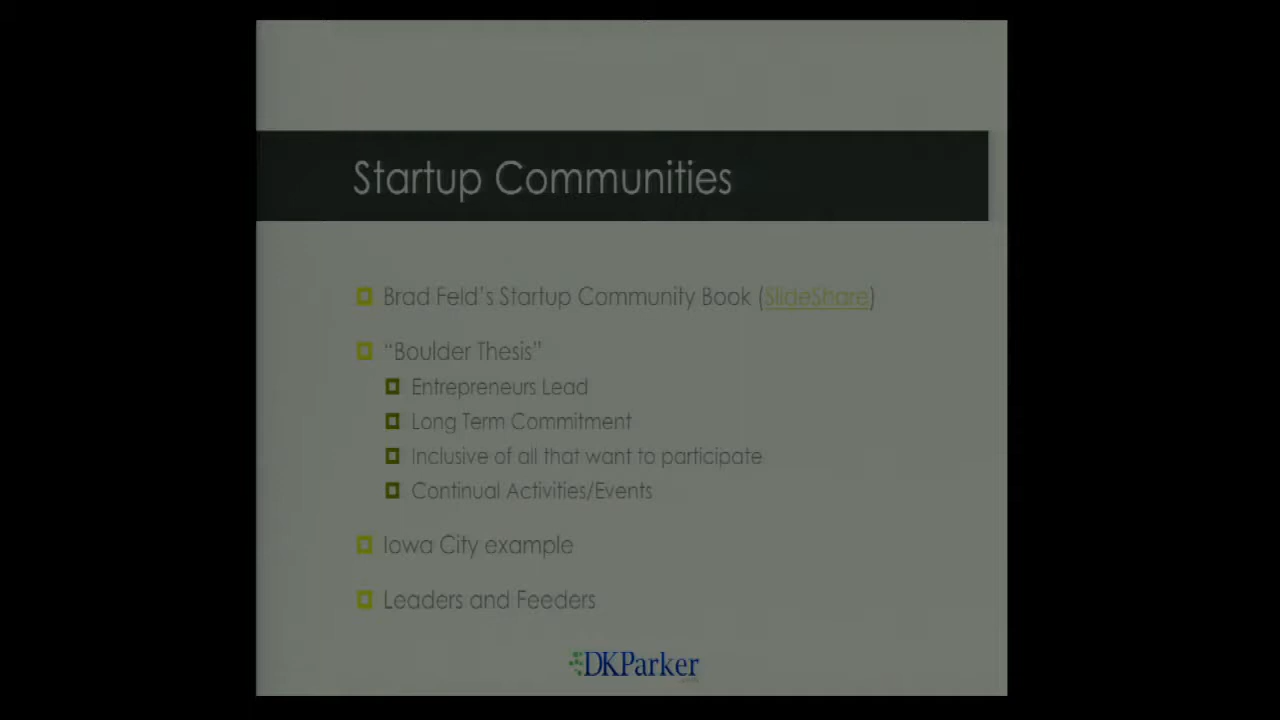 Startup Communities
Brad Feld's Startup Community Book (SlideShare)
"Boulder Thesis"
Entrepreneurs Lead
Long Term Commitment
Inclusive of all that want to participate
Continual Activities/Events
Iowa City example
Leaders and Feeders
DKParker